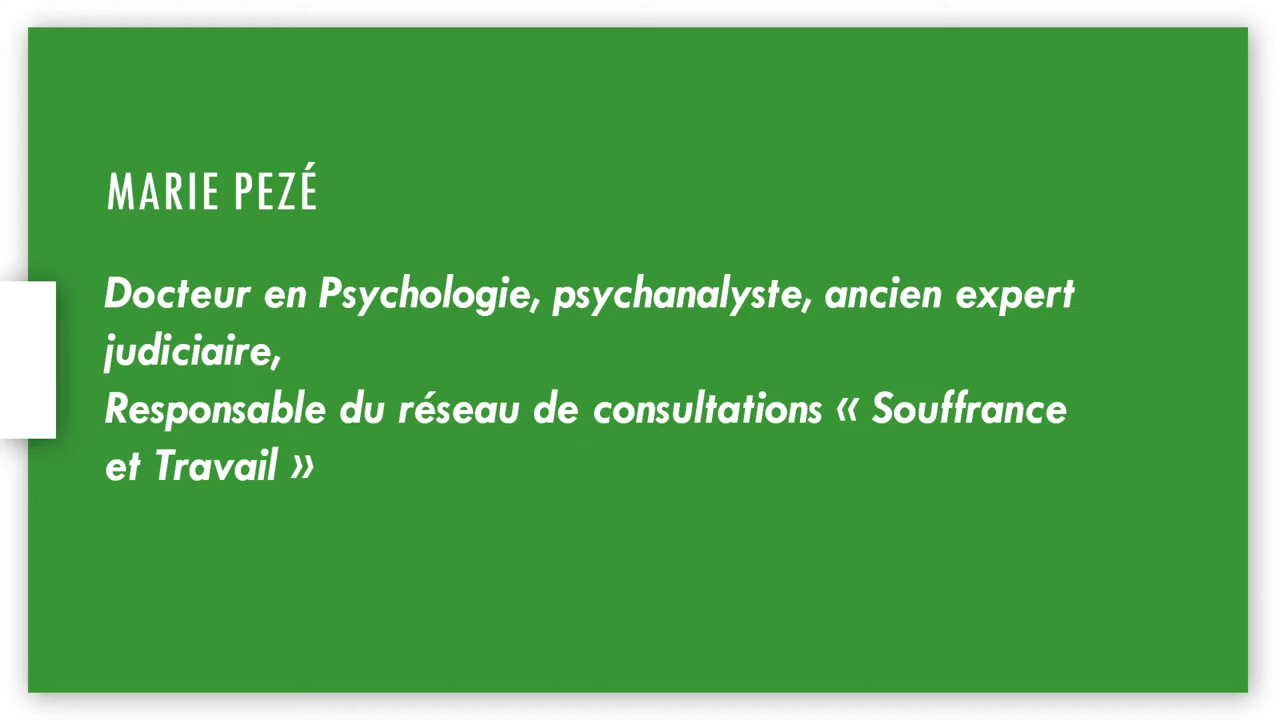 MARIE PEZÉ
Docteur en Psychologie, psychanalyste, ancien expert
judiciaire,
Responsable du réseau de consultations « Souffrance
et Travail »